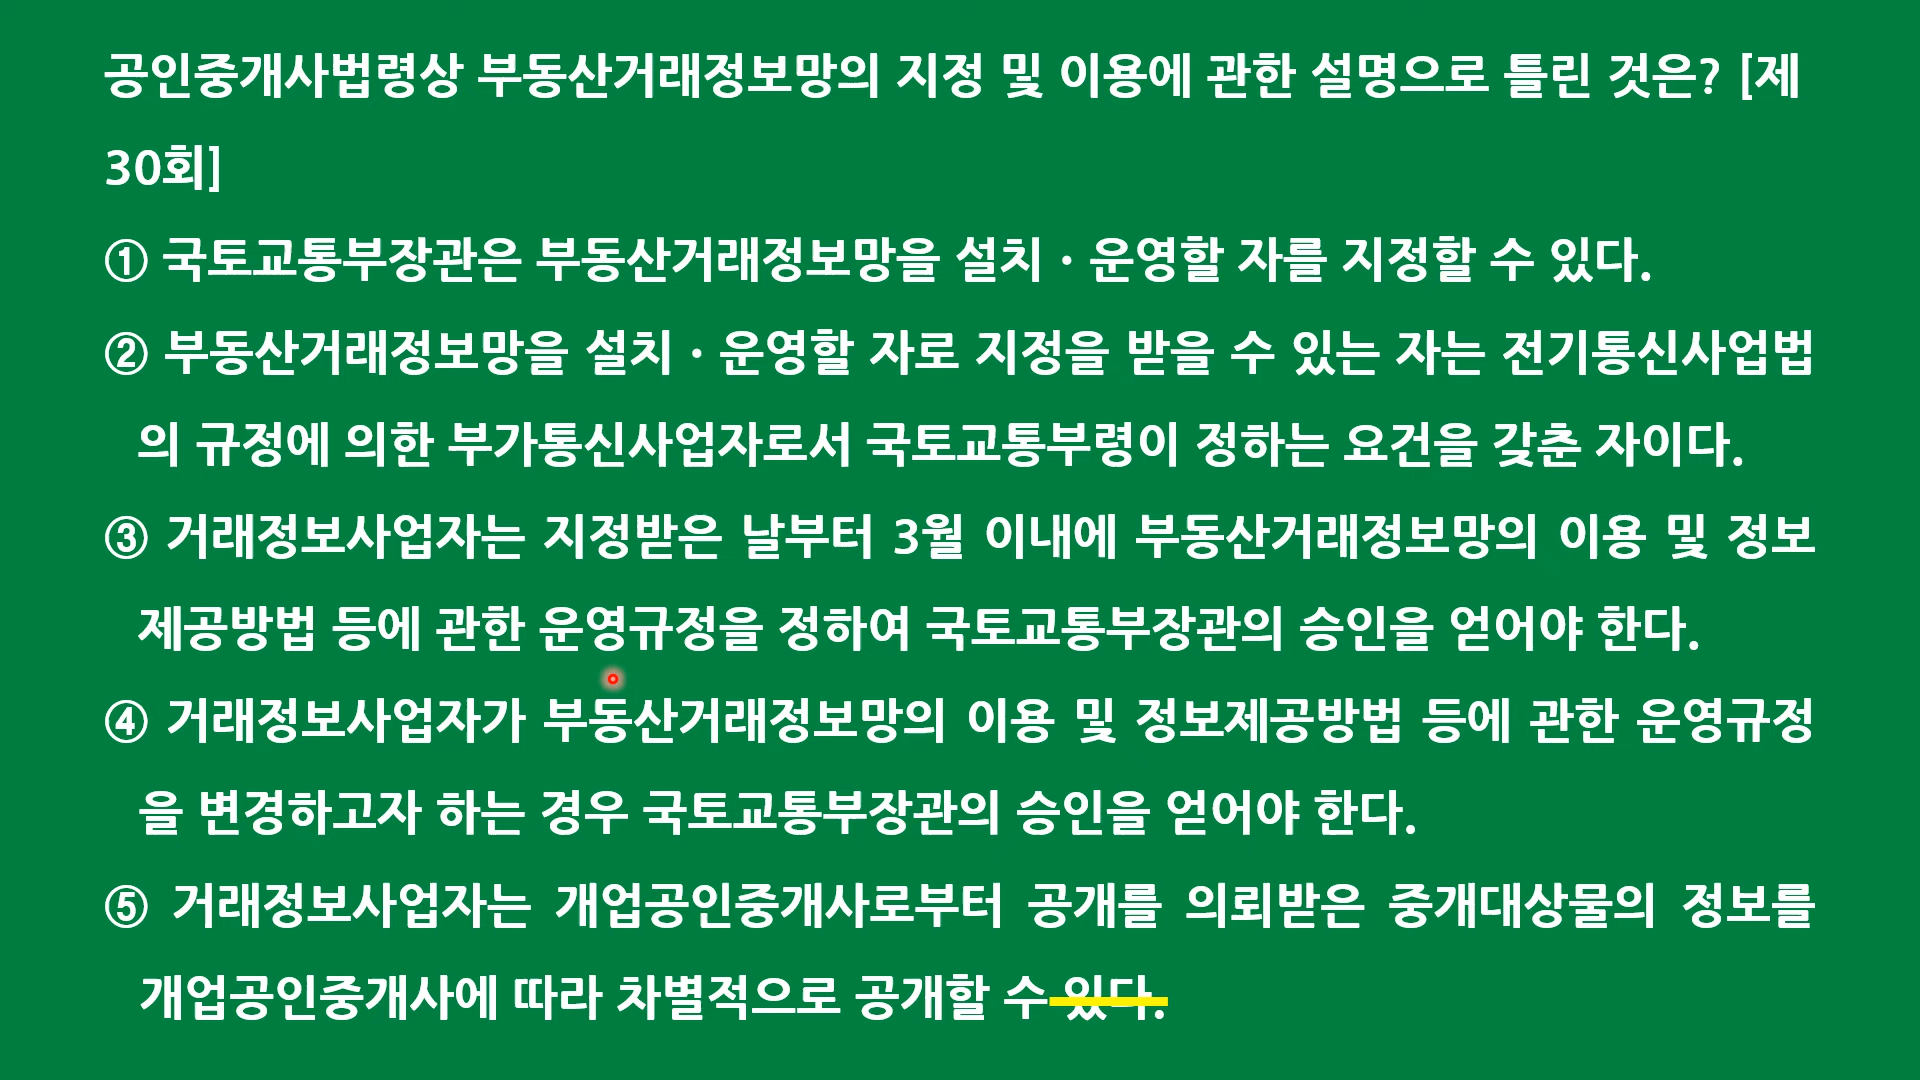 공인중개사법령상 부동산거래정보망의 지정 및 이용에 관한 설명으로 틀린 것은? [제
30회]
① 국토교통부장관은 부동산거래정보망을 설치·운영할 자를 지정할 수 있다.
② 부동산거래정보망을 설치·운영할 자로 지정을 받을 수 있는 자는 전기통신사업법
의 규정에 의한 부가통신사업자로서 국토교통부령이 정하는 요건을 갖춘 자이다.
③ 거래정보사업자는 지정받은 날부터 3월 이내에 부동산거래정보망의 이용 및 정보
제공방법 등에 관한 운영규정을 정하여 국토교통부장관의 승인을 얻어야 한다.
④ 거래정보사업자가 부동산거래정보망의 이용 및 정보제공방법 등에 관한 운영규정
을 변경하고자 하는 경우 국토교통부장관의 승인을 얻어야 한다.
⑤ 거래정보사업자는 개업공인중개사로부터 공개를 의뢰받은 중개대상물의 정보를
개업공인중개사에 따라 차별적으로 공개할 수 있다.